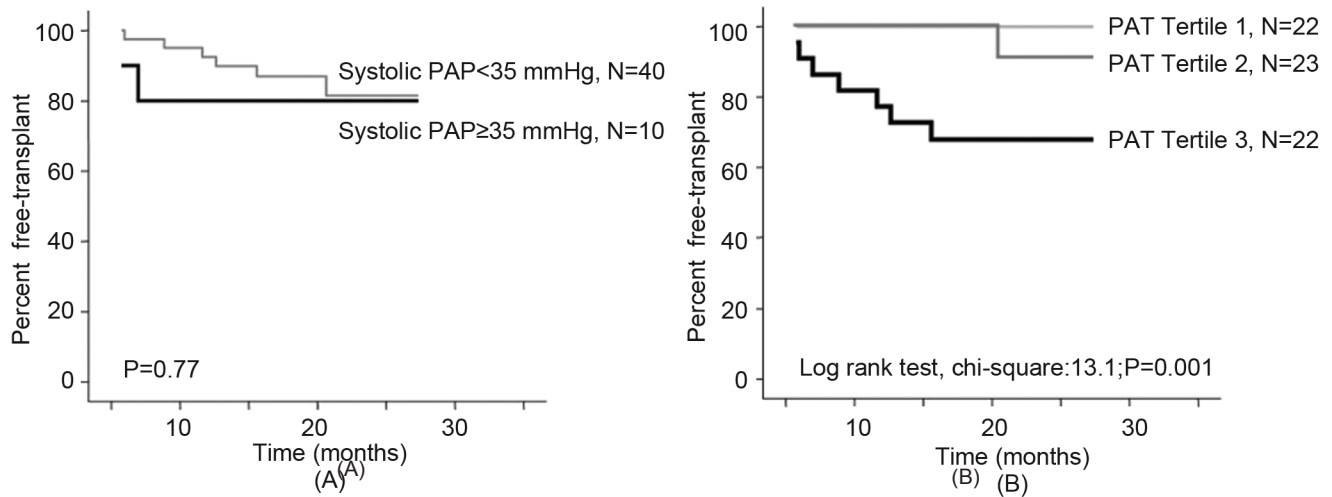 Percent free-transplant
100
80
60
40
20
0
Systolic PAP<35 mmHg, N=40
Systolic PAP≥35 mmHg, N=10
P=0.77
10 20 30
Time (months)
(A)
(A)
Percent free-transplant
100
80
60
40
20
0
PAT Tertile 1, N=22
PAT Tertile 2, N=23
PAT Tertile 3, N=22
Log rank test, chi-square:13.1;P=0.001
10 20 30
Time (months)
(B)
(B)